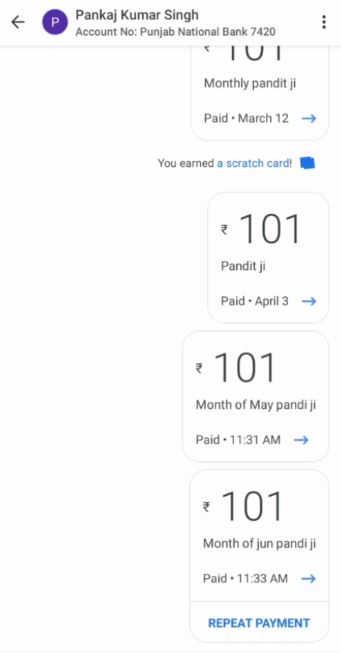 P
Pankaj Kumar Singh
Account No: Punjab National Bank 7420
₹ 101
Monthly pandit ji
Paid • March 12 →
You earned a scratch card!
₹ 101
Pandit ji
Paid • April 3 →
₹ 101
Month of May pandi ji
Paid • 11:31 AM →
₹ 101
Month of jun pandi ji
Paid • 11:33 AM →
REPEAT PAYMENT